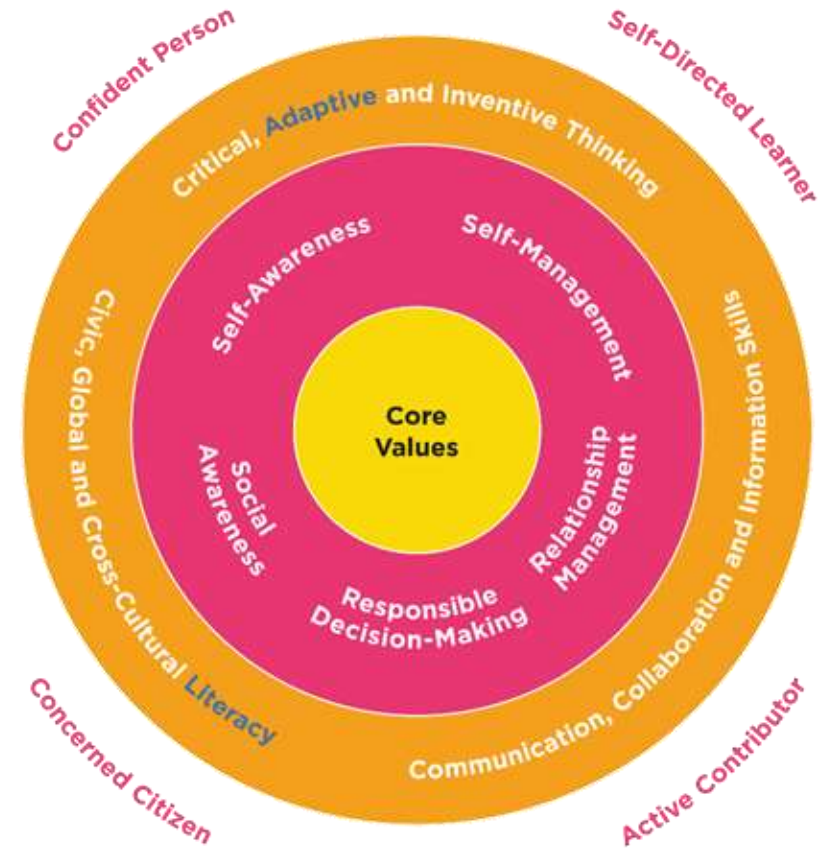 Confident Person
Self-Directed Learner
Critical, Adaptive and Inventive Thinking
Self-Awareness
Self-Management
Civic, Global and Cross-Cultural Literacy
Communication, Collaboration and Information Skills
Core
Values
Social
Awareness
Relationship
Management
Responsible
Decision-Making
Concerned Citizen
Active Contributor